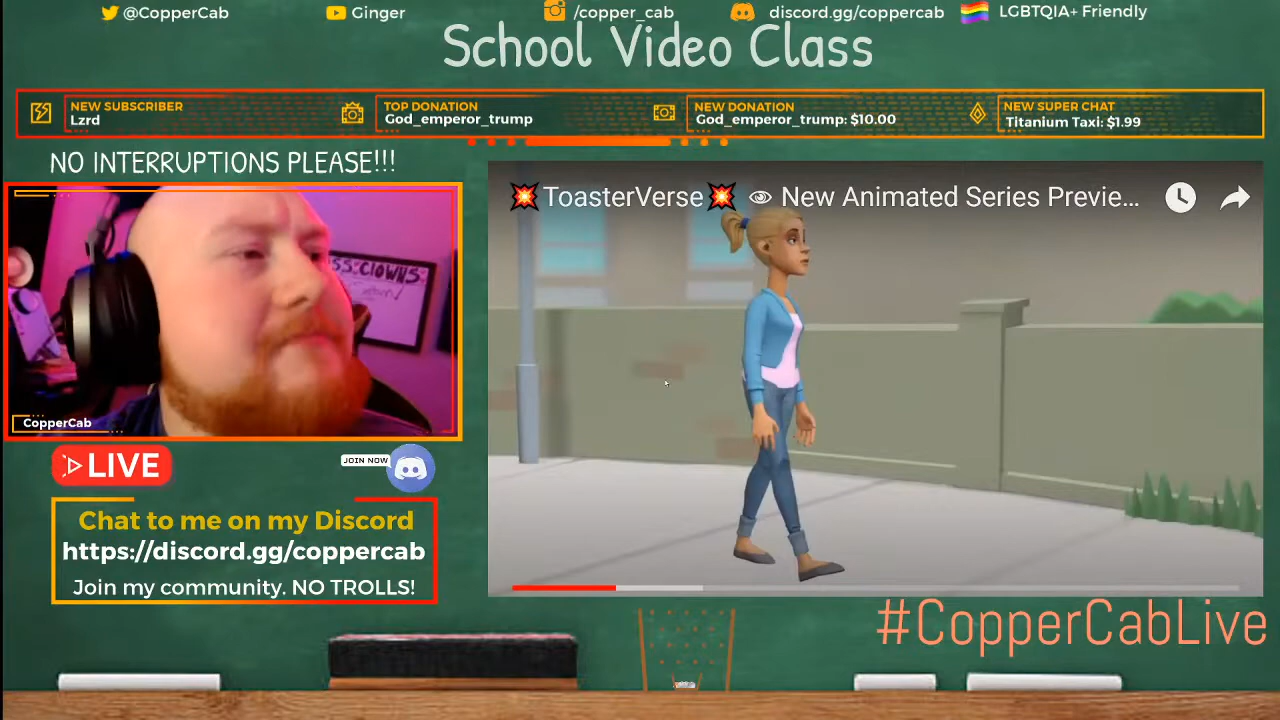 @CopperCab
Ginger
/copper_cab
discord.gg/coppercab
LGBTQIA+ Friendly
School Video Class
NEW SUBSCRIBER
Lzrd
TOP DONATION
God_emperor_trump
NEW DONATION
God_emperor_trump: $10.00
NEW SUPER CHAT
Titanium Taxi: $1.99
NO INTERRUPTIONS PLEASE!!!
💥ToasterVerse💥 👁 New Animated Series Previe...
SS CLOWNS
CopperCab
LIVE
JOIN NOW
Chat to me on my Discord
https://discord.gg/coppercab
Join my community. NO TROLLS!
#CopperCabLive